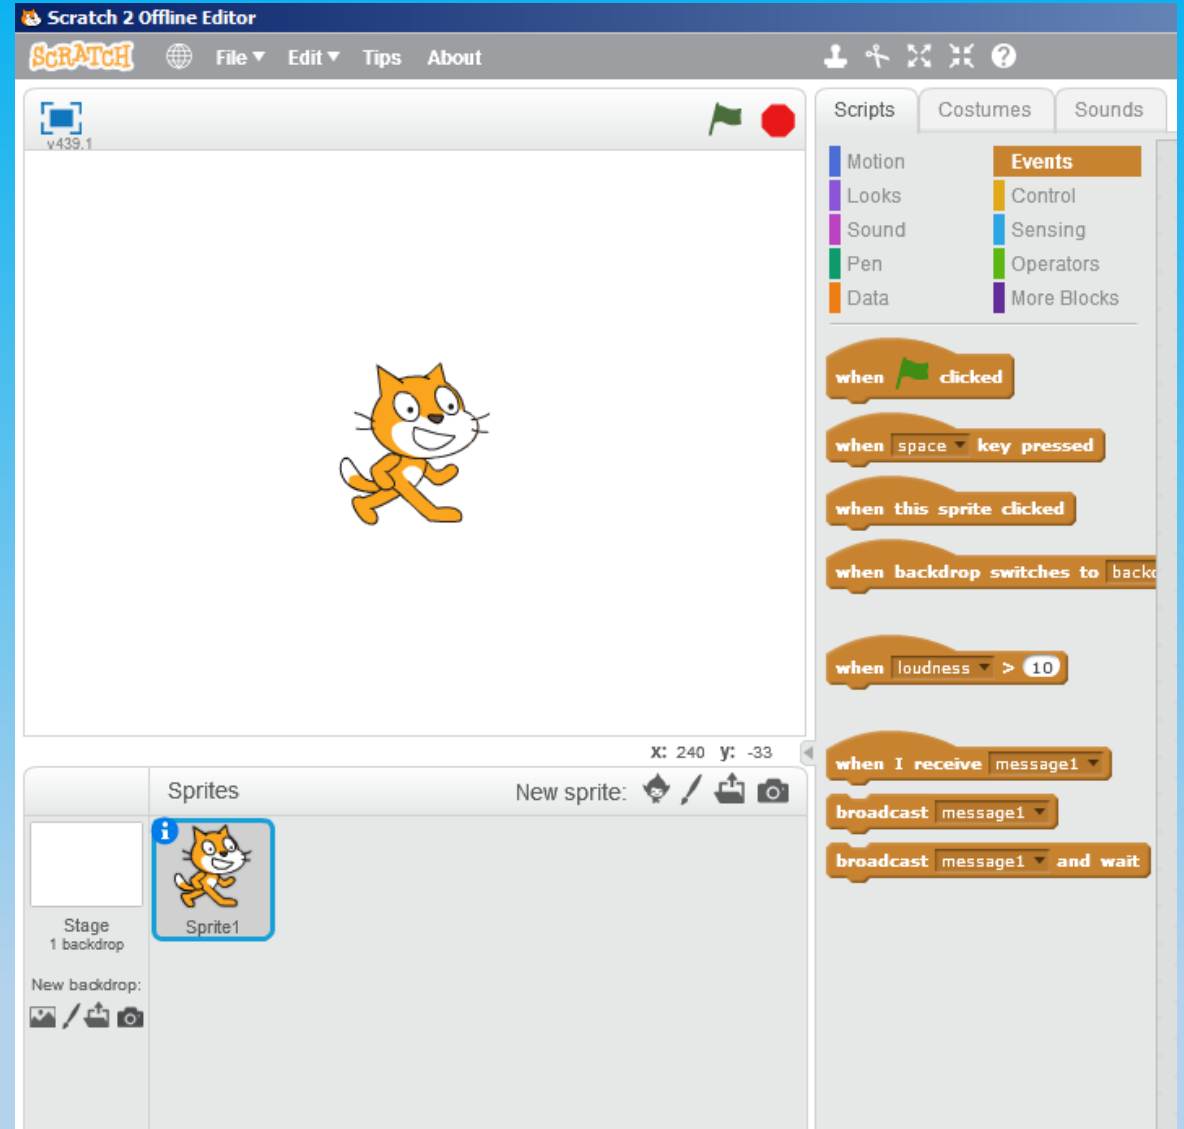 Scratch 2 Offline Editor
SCRATCH File Edit Tips About
v439.1
Scripts Costumes Sounds
Motion Events
Looks Control
Sound Sensing
Pen Operators
Data More Blocks
when clicked
when space key pressed
when this sprite clicked
when backdrop switches to
when loudness > 10
when I receive message1
broadcast message1
broadcast message1 and wait
x: 240 y: -33
Sprites New sprite:
Sprite1
Stage
1 backdrop
New backdrop: